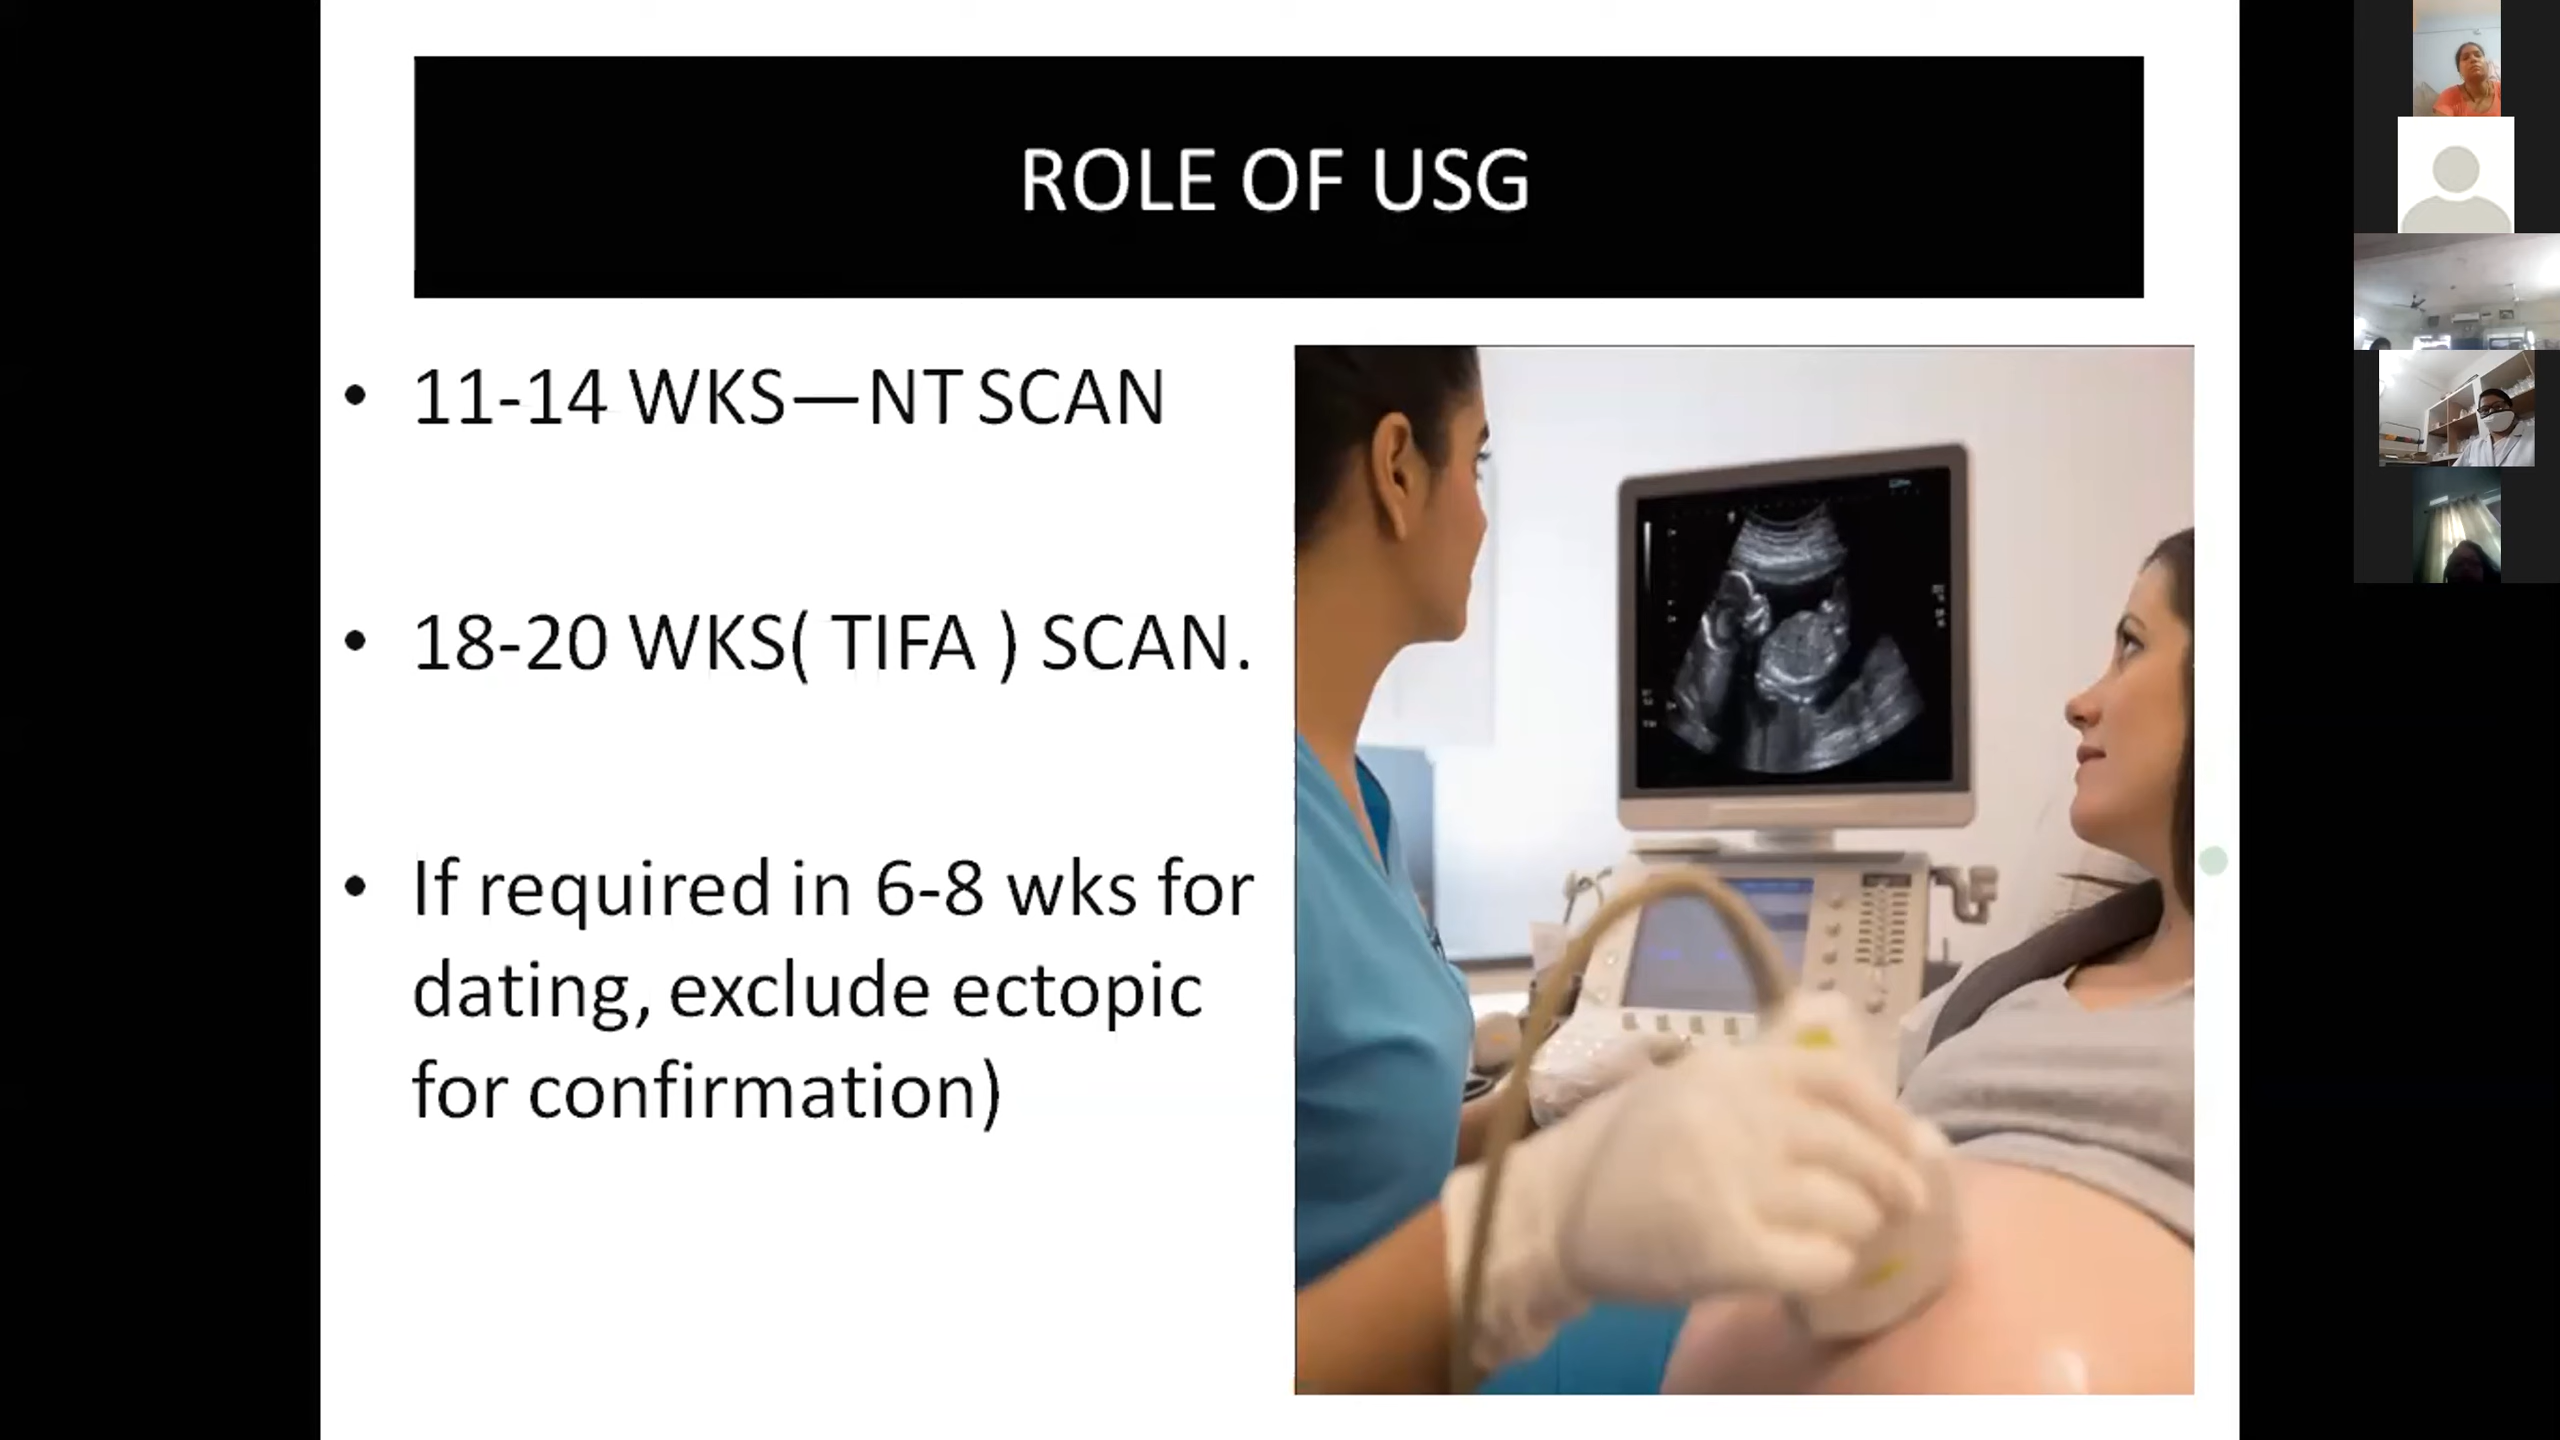 ROLE OF USG
• 11-14 WKS—NT SCAN
• 18-20 WKS( TIFA ) SCAN.
• If required in 6-8 wks for
dating, exclude ectopic
for confirmation)